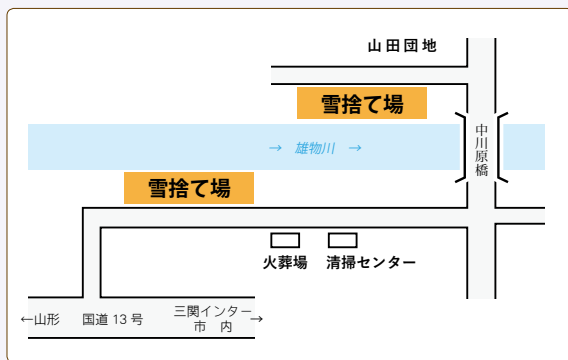 山田団地
雪捨て場
→ 雄物川 →
中川原橋
雪捨て場
火葬場 清掃センター
←山形 国道13号 三関インター
市 内 →